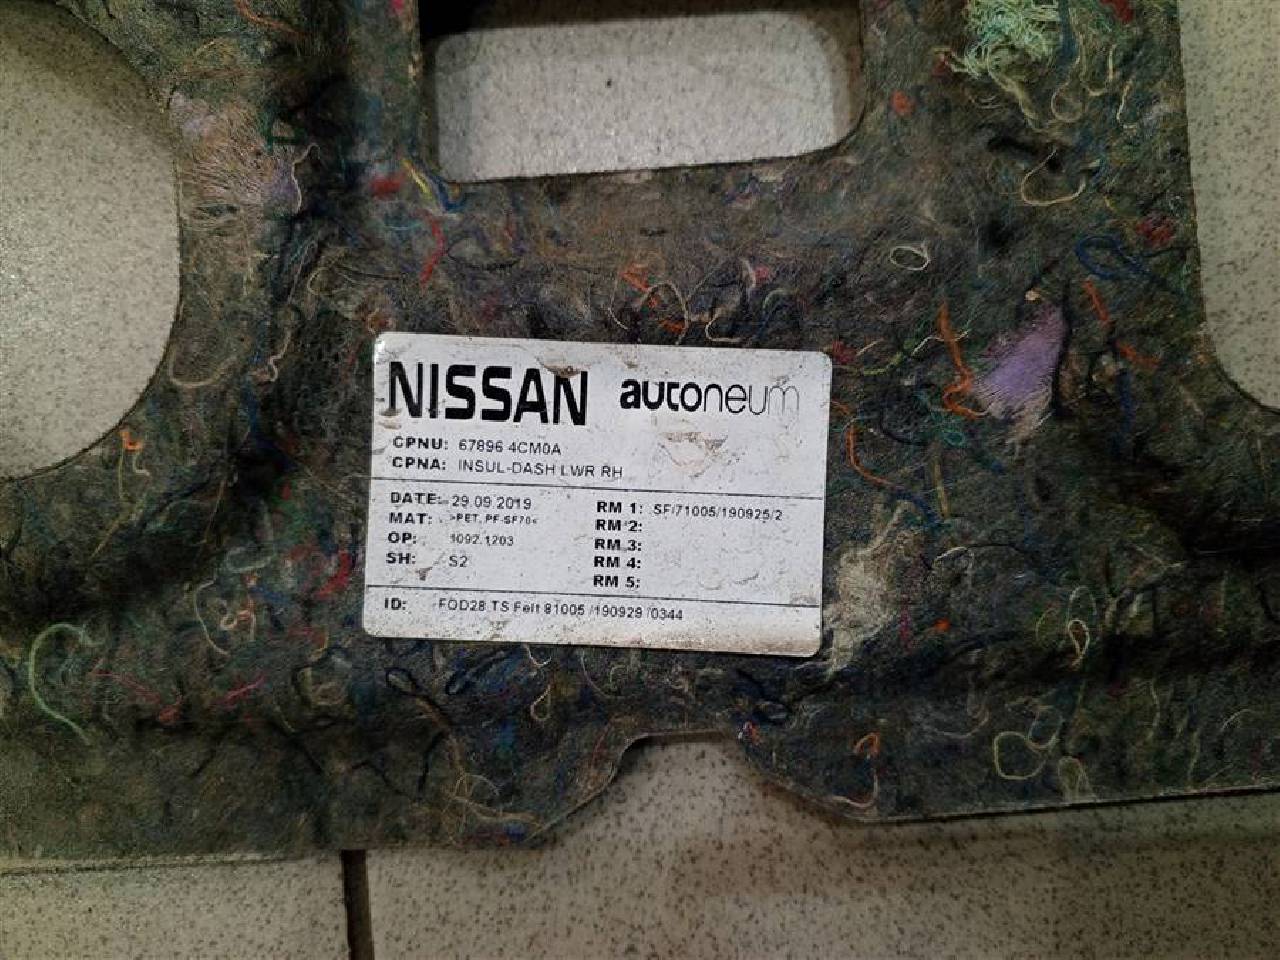 NISSAN autoneum
CPNU: 67896 4CM0A
CPNA: INSUL-DASH LWR RH
DATE: 29.09.2019
MAT: >PET, PF-SF70<
OP: 1092.1203
SH: S2
RM 1: SF/71005/190925/2
RM 2:
RM 3:
RM 4:
RM 5:
ID: FOD28 TS Felt 81005 /190929 /0344